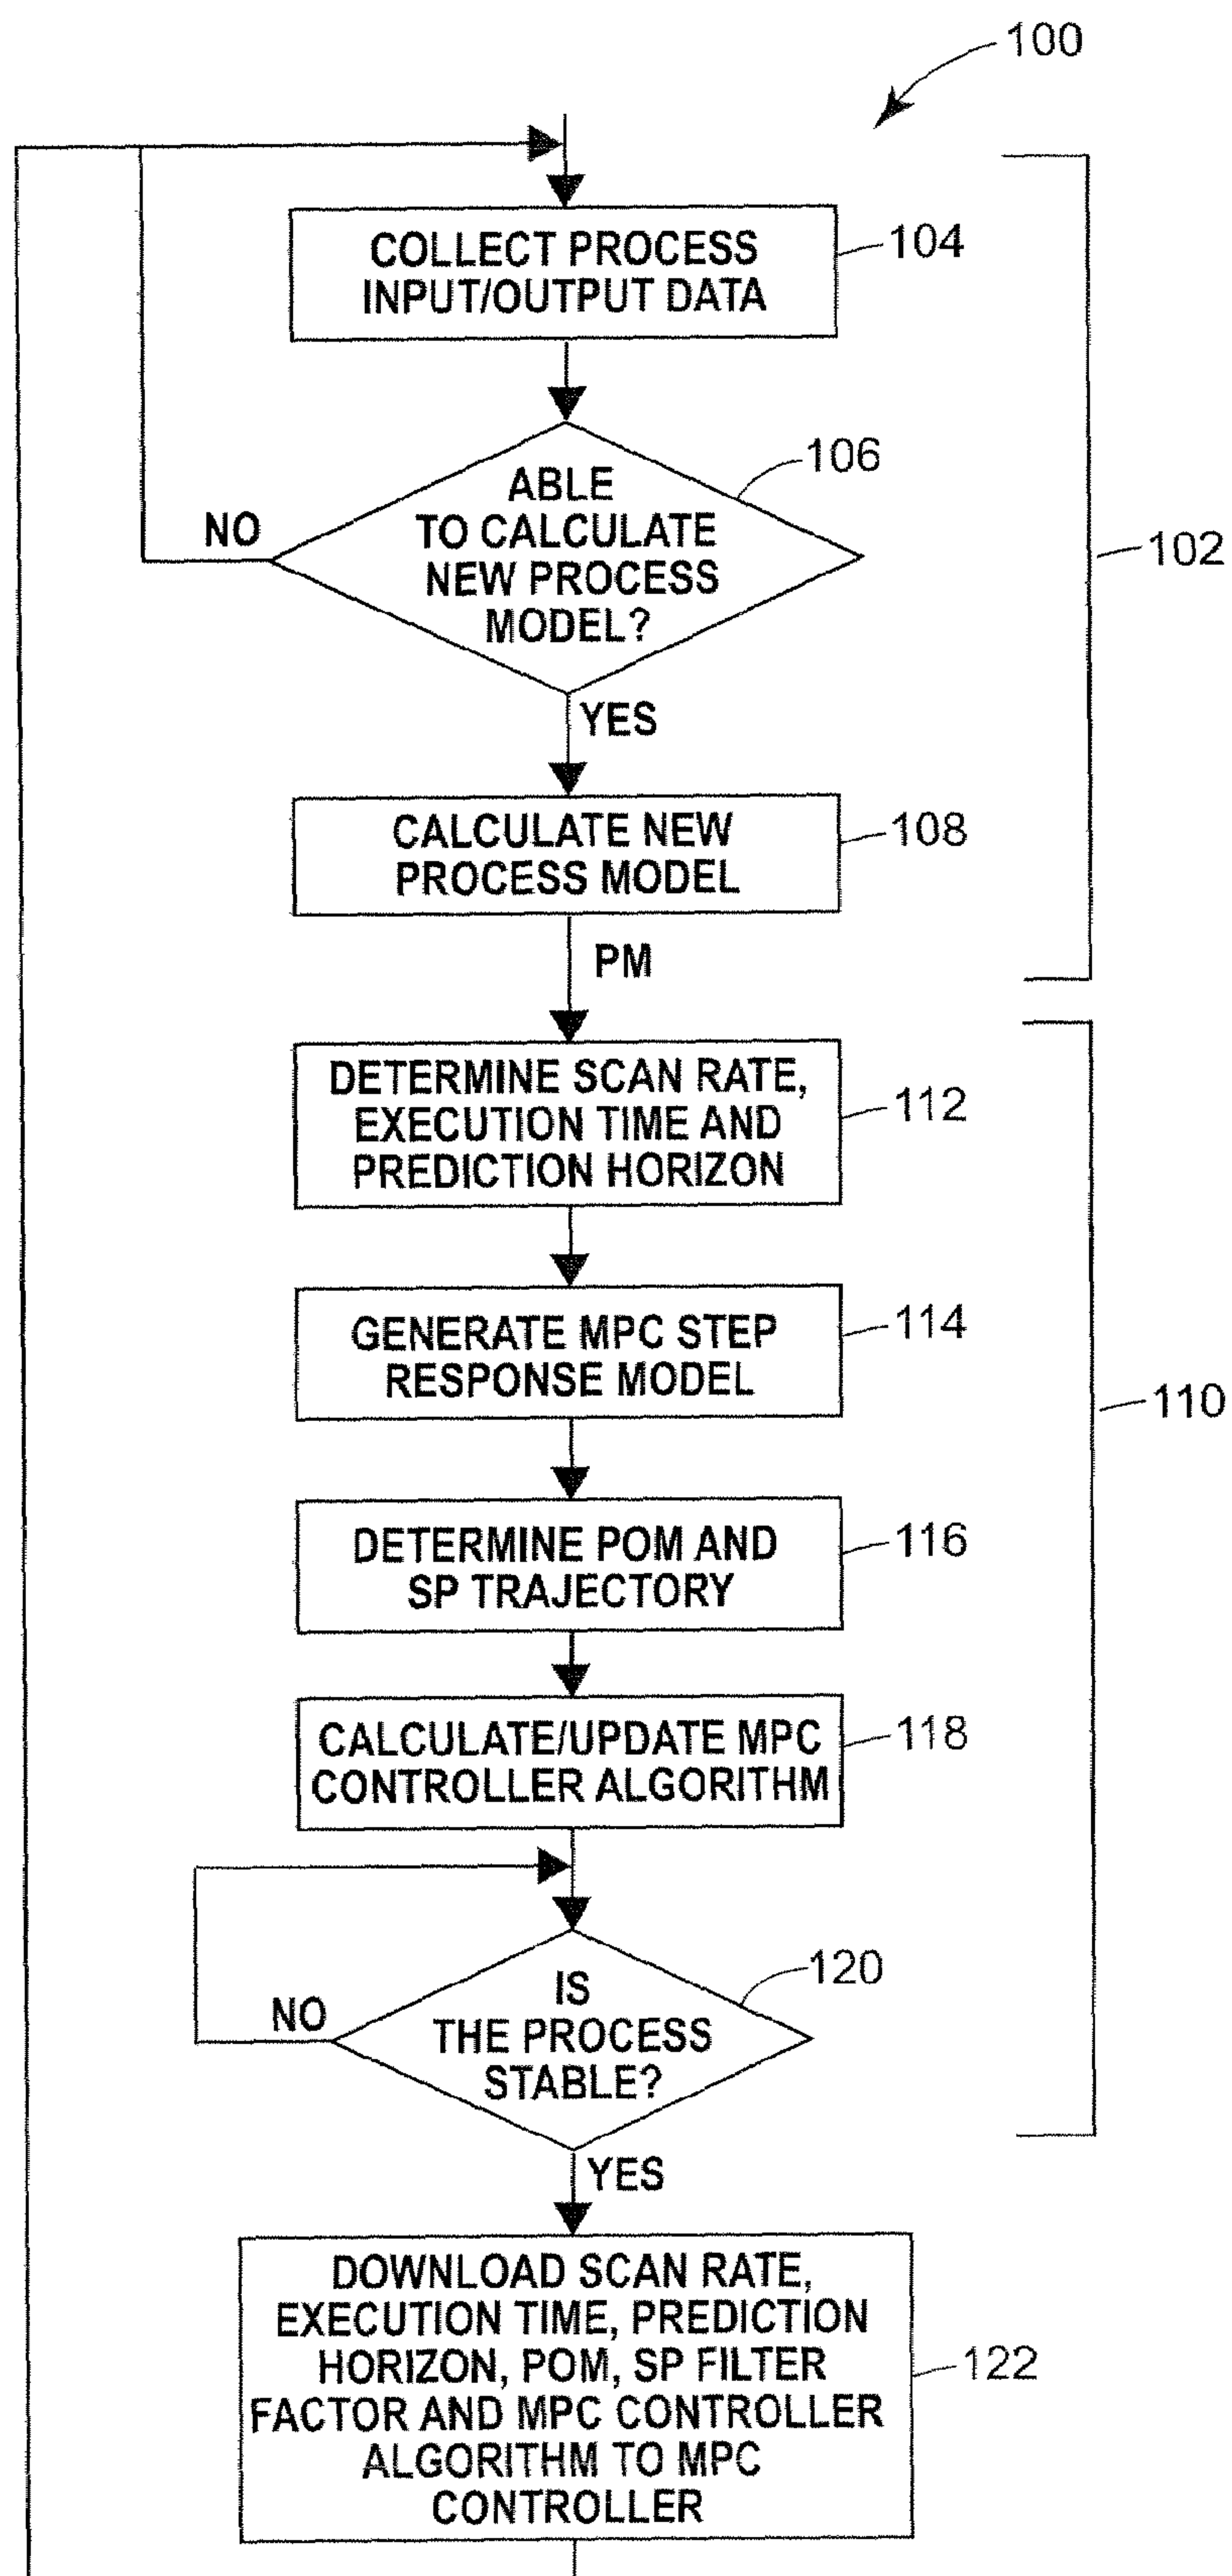 100
COLLECT PROCESS
INPUT/OUTPUT DATA
104
ABLE
TO CALCULATE
NEW PROCESS
MODEL?
106
NO
102
YES
CALCULATE NEW
PROCESS MODEL
108
PM
DETERMINE SCAN RATE,
EXECUTION TIME AND
PREDICTION HORIZON
112
GENERATE MPC STEP
RESPONSE MODEL
114
110
DETERMINE POM AND
SP TRAJECTORY
116
CALCULATE/UPDATE MPC
CONTROLLER ALGORITHM
118
IS
THE PROCESS
STABLE?
120
NO
YES
DOWNLOAD SCAN RATE,
EXECUTION TIME, PREDICTION
HORIZON, POM, SP FILTER
FACTOR AND MPC CONTROLLER
ALGORITHM TO MPC
CONTROLLER
122